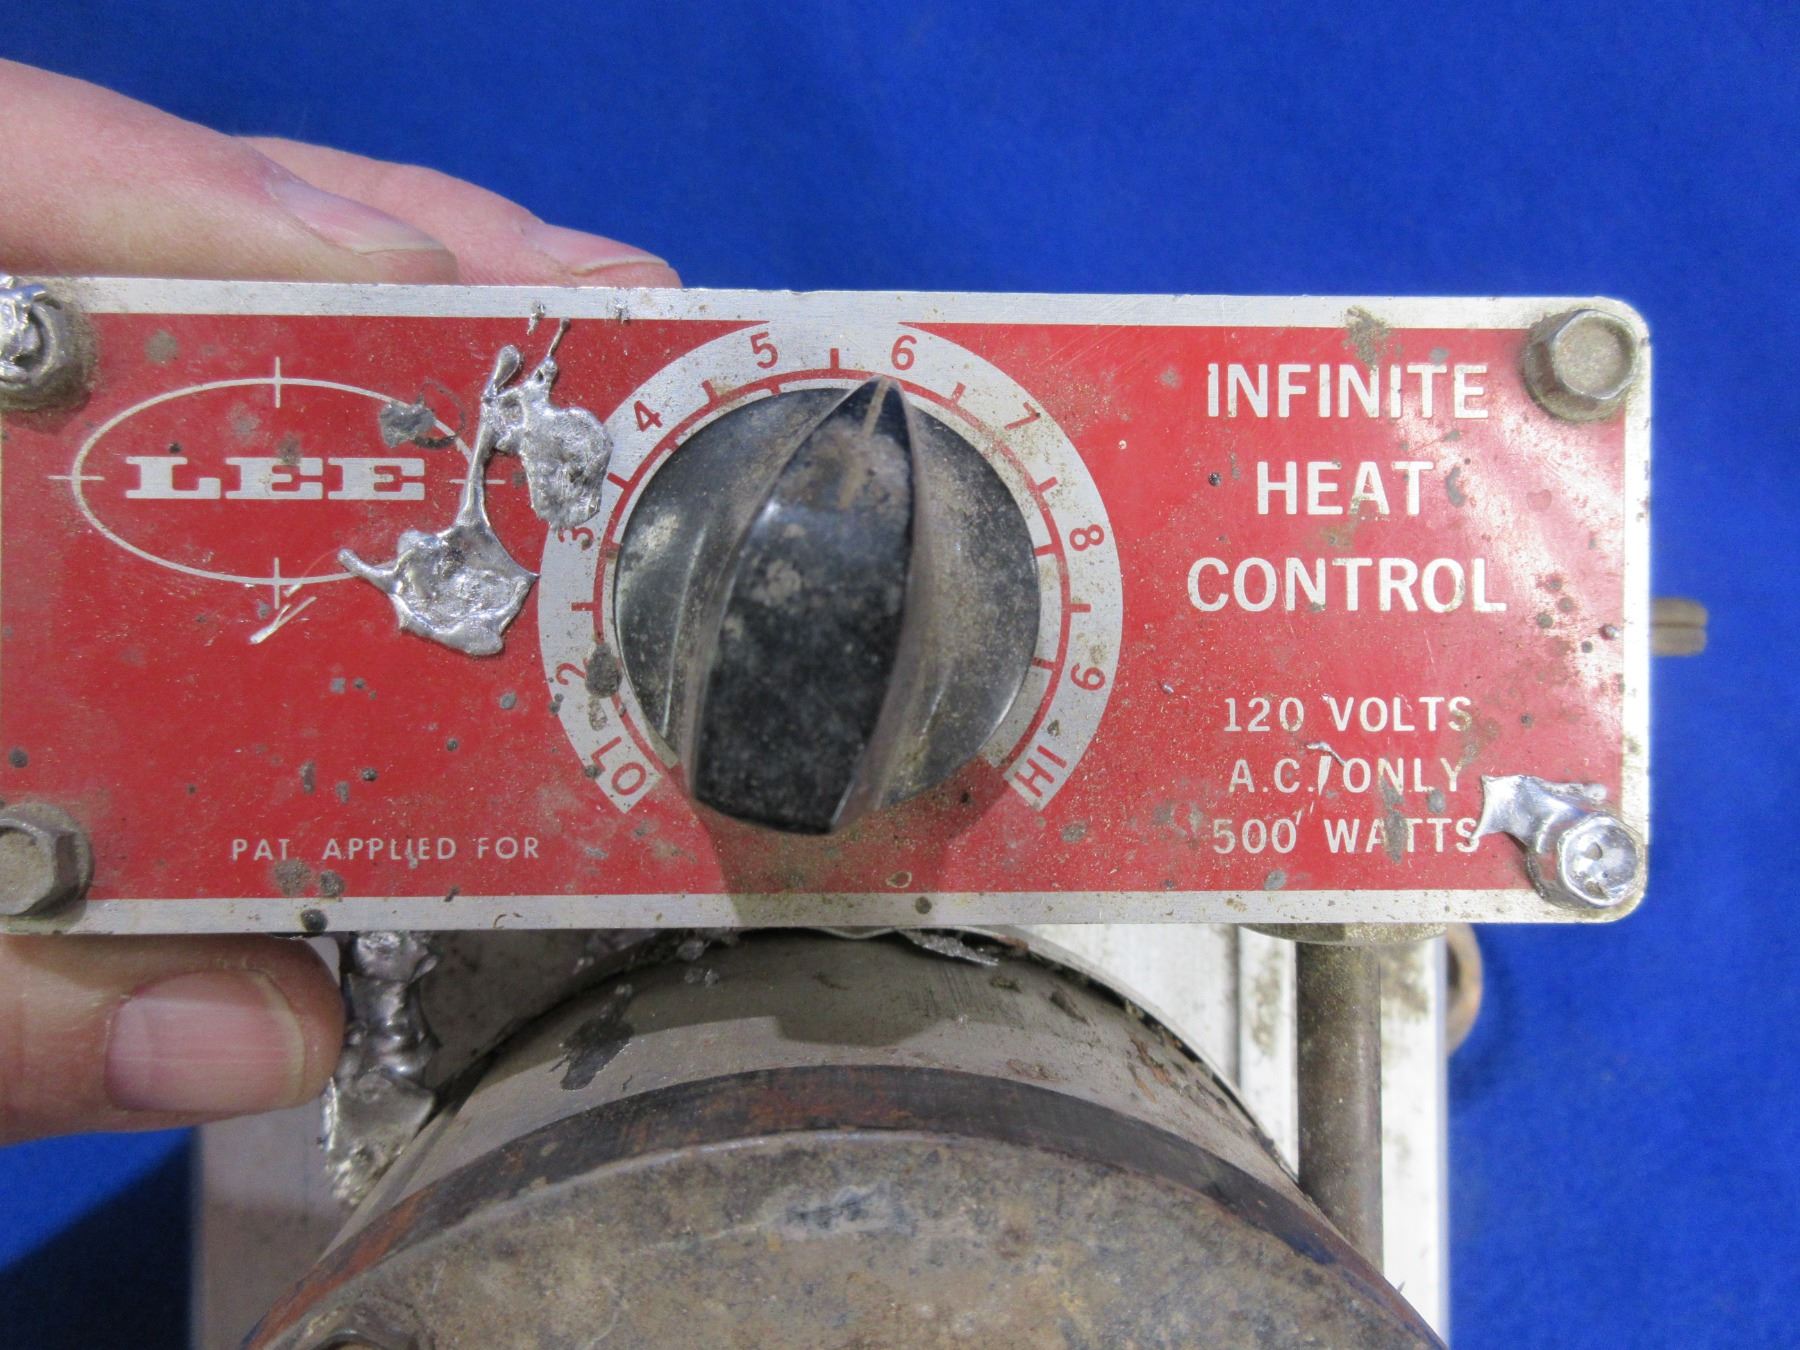 LEE
PAT. APPLIED FOR
LO 2 3 4 5 6 7 8 9 HI
INFINITE
HEAT
CONTROL
120 VOLTS
A.C. ONLY
500 WATTS